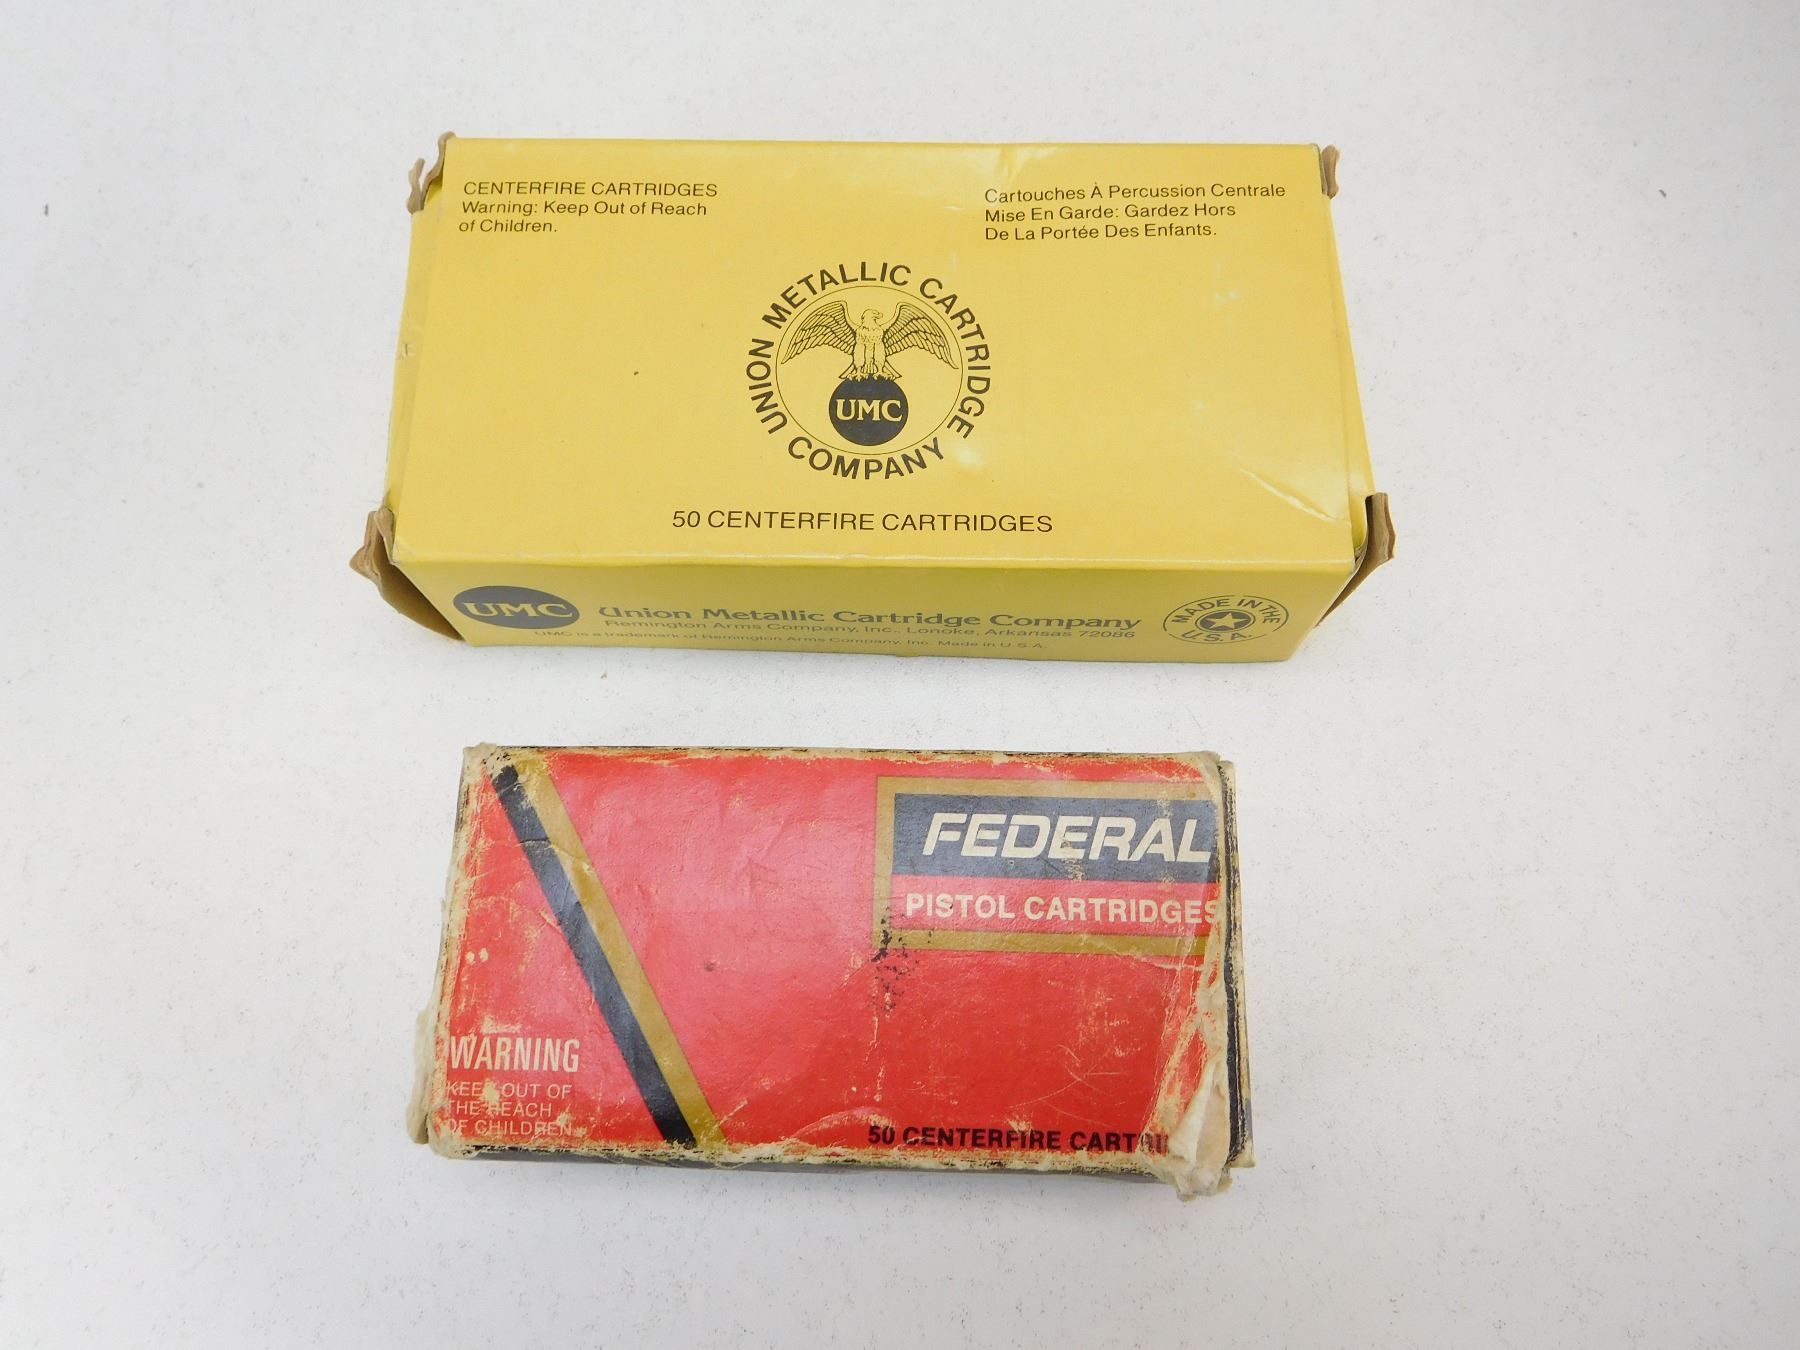 CENTERFIRE CARTRIDGES
Warning: Keep Out of Reach
of Children.
Cartouches À Percussion Centrale
Mise En Garde: Gardez Hors
De La Portée Des Enfants.
UNION METALLIC CARTRIDGE COMPANY
UMC
50 CENTERFIRE CARTRIDGES
UMC
Union Metallic Cartridge Company
Remington Arms Company, Inc., Lonoke, Arkansas 72086
UMC is a trademark of Remington Arms Company, Inc. Made in U.S.A.
MADE IN THE U.S.A.
FEDERAL
PISTOL CARTRIDGES
WARNING
KEEP OUT OF
THE REACH
OF CHILDREN
50 CENTERFIRE CARTRI